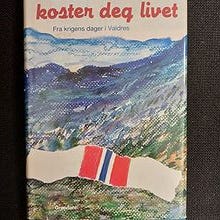 koster deg livet
Fra krigens dager i Valdres